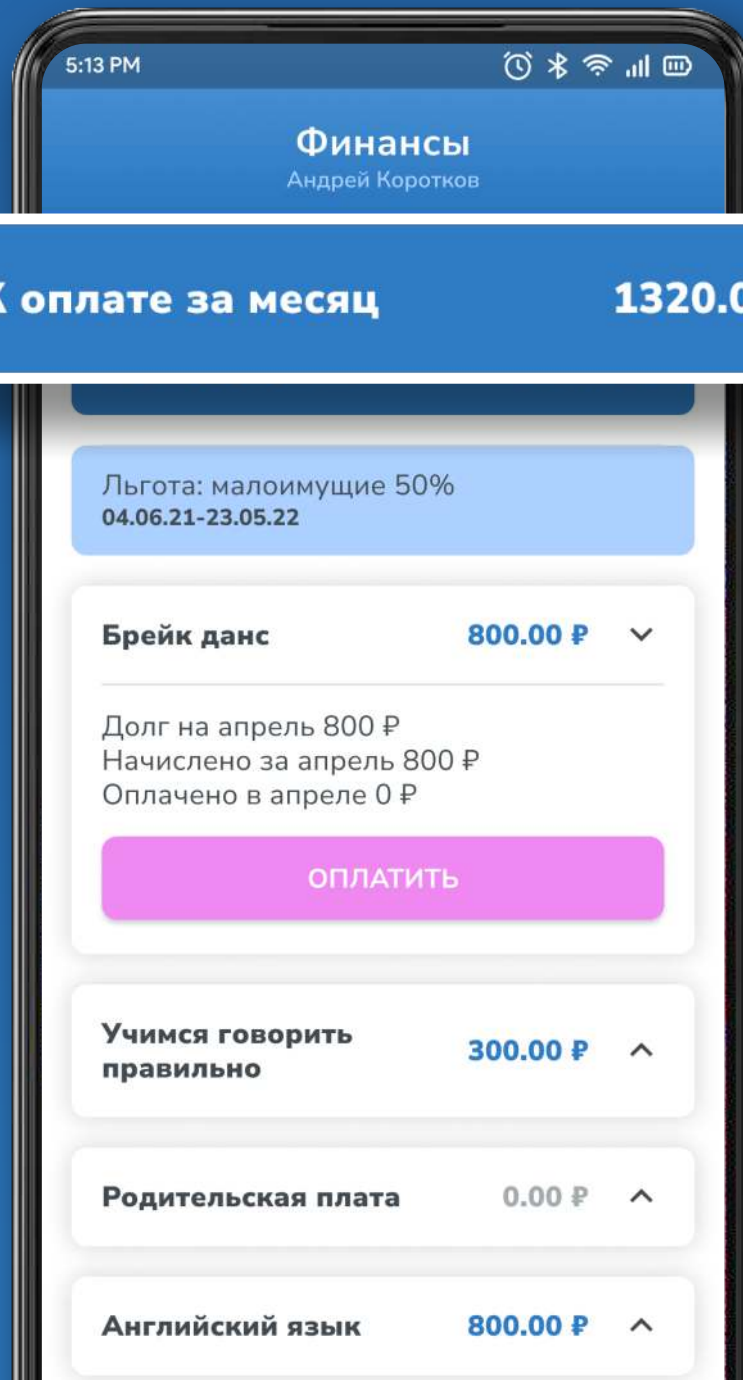 5:13 PM
Финансы
Андрей Коротков
К оплате за месяц 1320.0
Льгота: малоимущие 50%
04.06.21-23.05.22
Брейк данс 800.00 ₽
Долг на апрель 800 ₽
Начислено за апрель 800 ₽
Оплачено в апреле 0 ₽
ОПЛАТИТЬ
Учимся говорить
правильно 300.00 ₽
Родительская плата 0.00 ₽
Английский язык 800.00 ₽